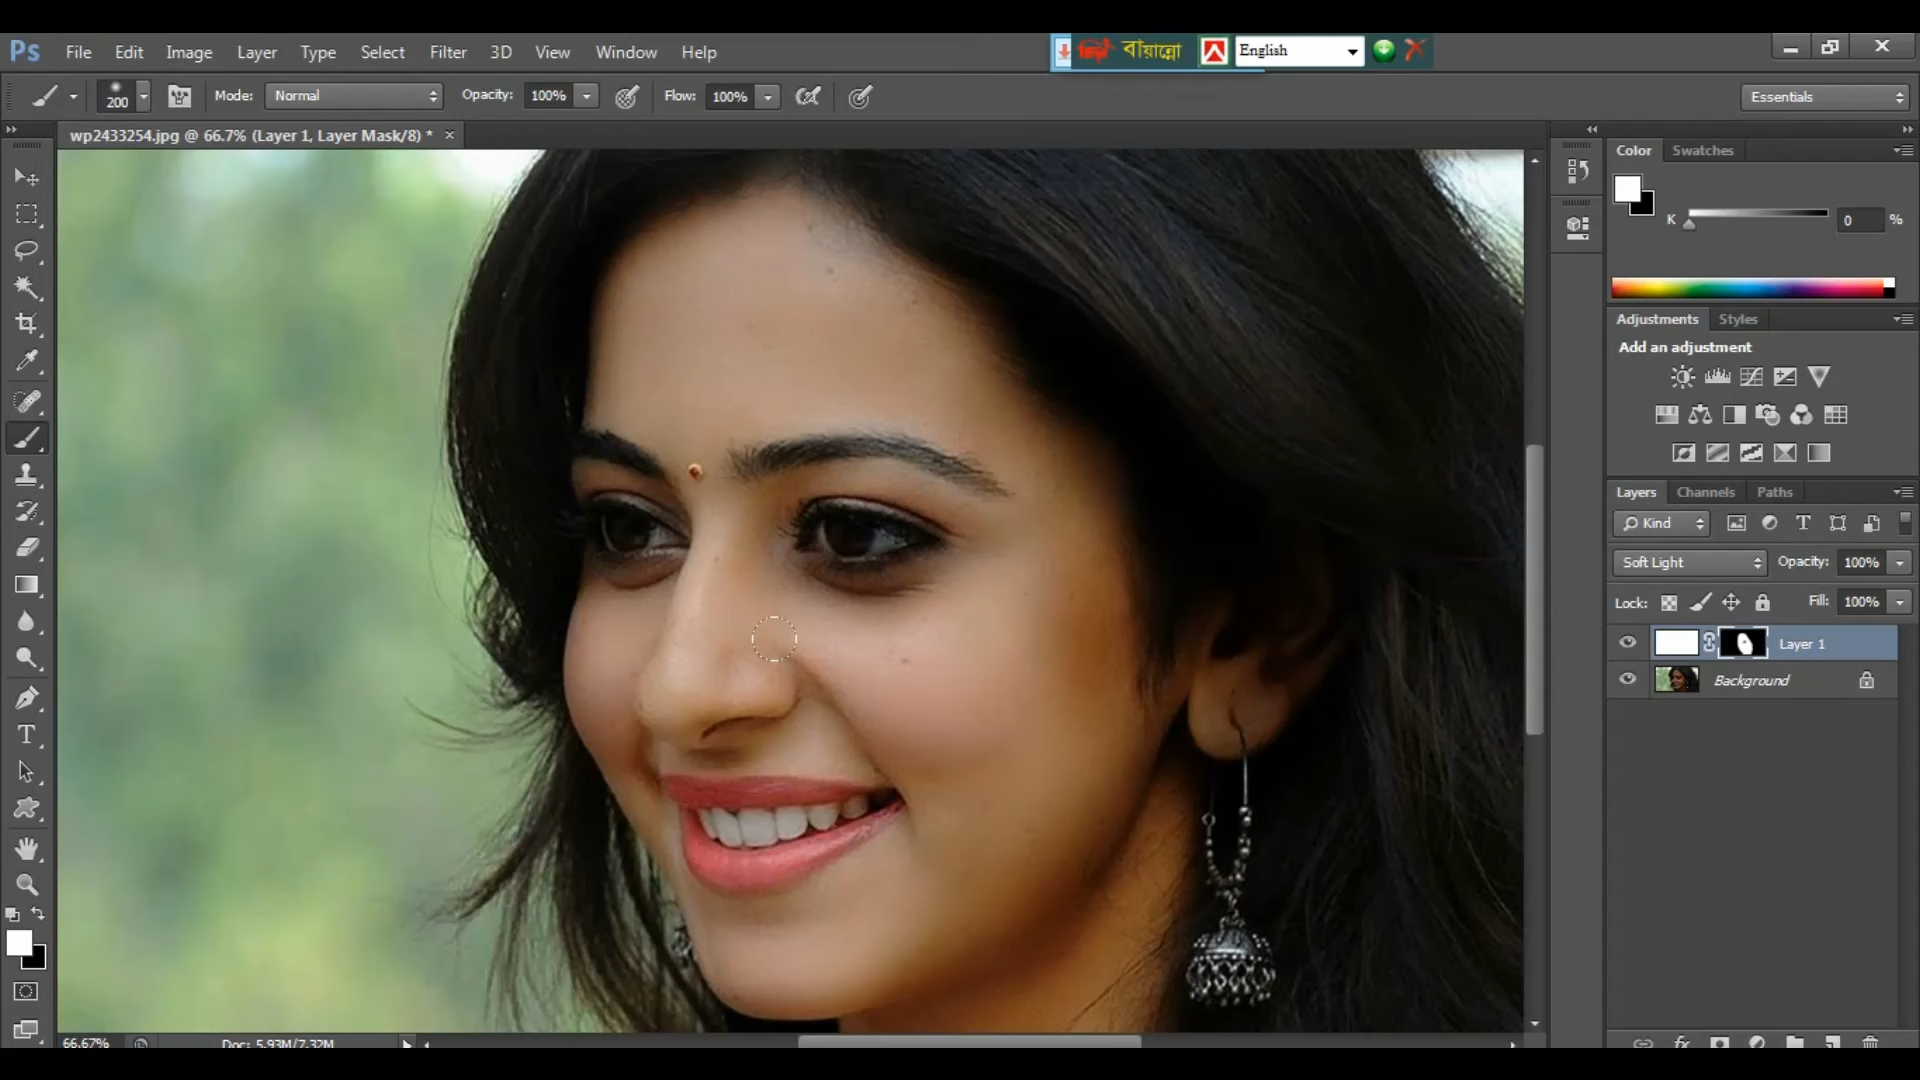 Ps File Edit Image Layer Type Select Filter 3D View Window Help বায়ান্নো English
200 Mode: Normal Opacity: 100% Flow: 100% Essentials
wp2433254.jpg @ 66.7% (Layer 1, Layer Mask/8) *
Color Swatches
K 0 %
Adjustments Styles
Add an adjustment
Layers Channels Paths
Kind
Soft Light Opacity: 100%
Lock: Fill: 100%
Layer 1
Background
66.67% Doc: 5.93M/7.32M